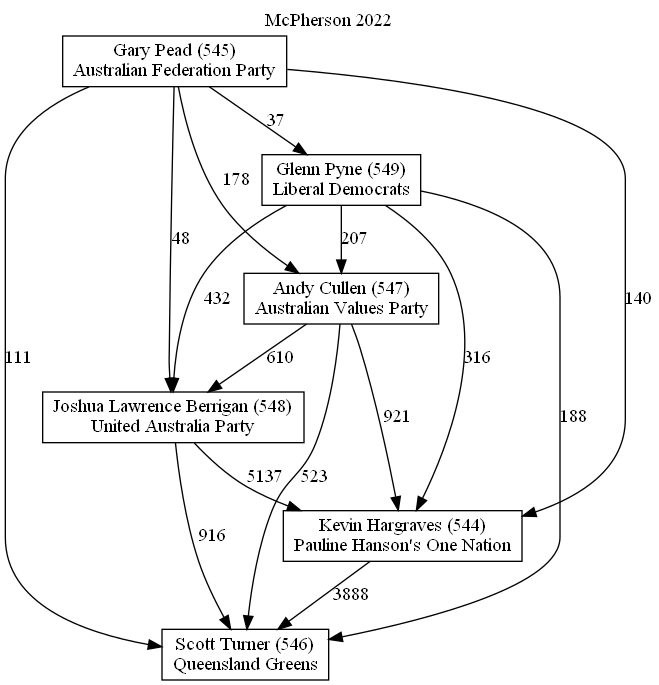 McPherson 2022
Gary Pead (545)
Australian Federation Party
37
Glenn Pyne (549)
Liberal Democrats
178
48
207
432
Andy Cullen (547)
Australian Values Party
140
111
610
316
921
188
Joshua Lawrence Berrigan (548)
United Australia Party
5137
523
916
Kevin Hargraves (544)
Pauline Hanson's One Nation
3888
Scott Turner (546)
Queensland Greens